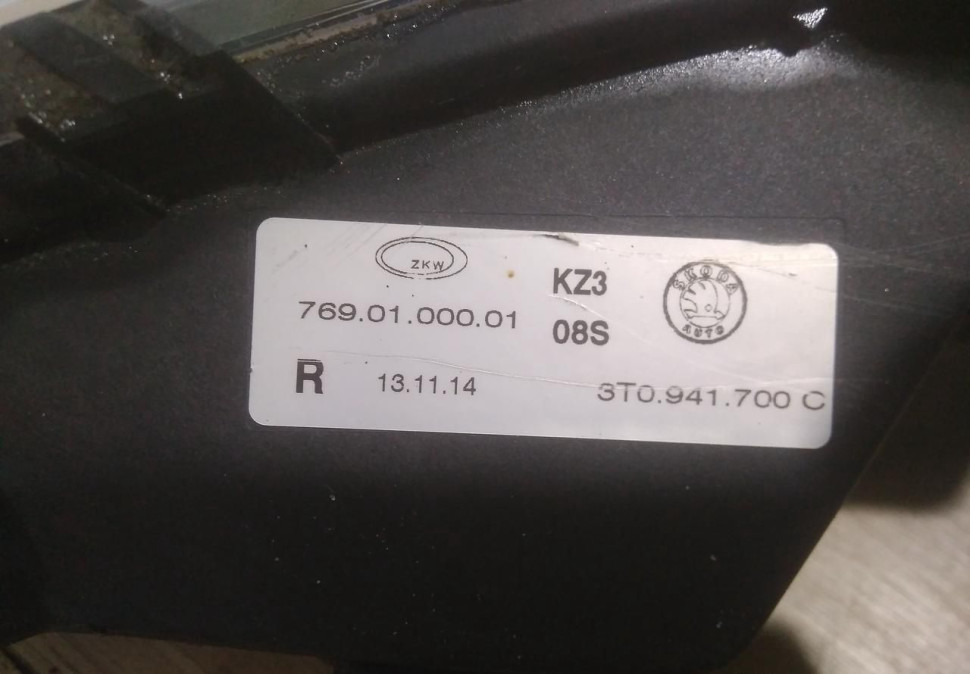 ZKW
769.01.000.01
R
13.11.14
KZ3
08S
SKODA
AUTO
3T0.941.700 C